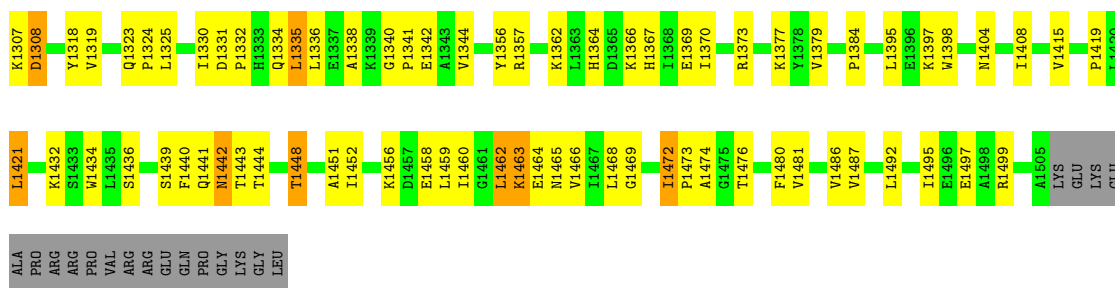 K1307 D1308 Y1318 V1319 Q1323 P1324 L1325 I1330 D1331 P1332 H1333 Q1334 L1335 L1336 E1337 A1338 K1339 G1340 P1341 E1342 A1343 V1344 Y1356 R1357 K1362 L1363 H1364 D1365 K1366 H1367 I1368 E1369 I1370 R1373 K1377 Y1378 V1379 P1384 L1395 E1396 K1397 W1398 N1404 I1408 V1415 P1419 L1420
L1421 K1432 S1433 W1434 L1435 S1436 S1439 F1440 Q1441 N1442 T1443 T1444 T1448 A1451 I1452 K1456 D1457 E1458 L1459 I1460 G1461 L1462 K1463 E1464 N1465 V1466 I1467 L1468 G1469 I1472 P1473 A1474 G1475 T1476 F1480 V1481 V1486 V1487 L1492 I1495 E1496 E1497 A1498 R1499 A1505 LYS GLU LYS GLU
ALA PRO ARG ARG PRO VAL ARG ARG GLU GLN PRO GLY LYS GLY LEU